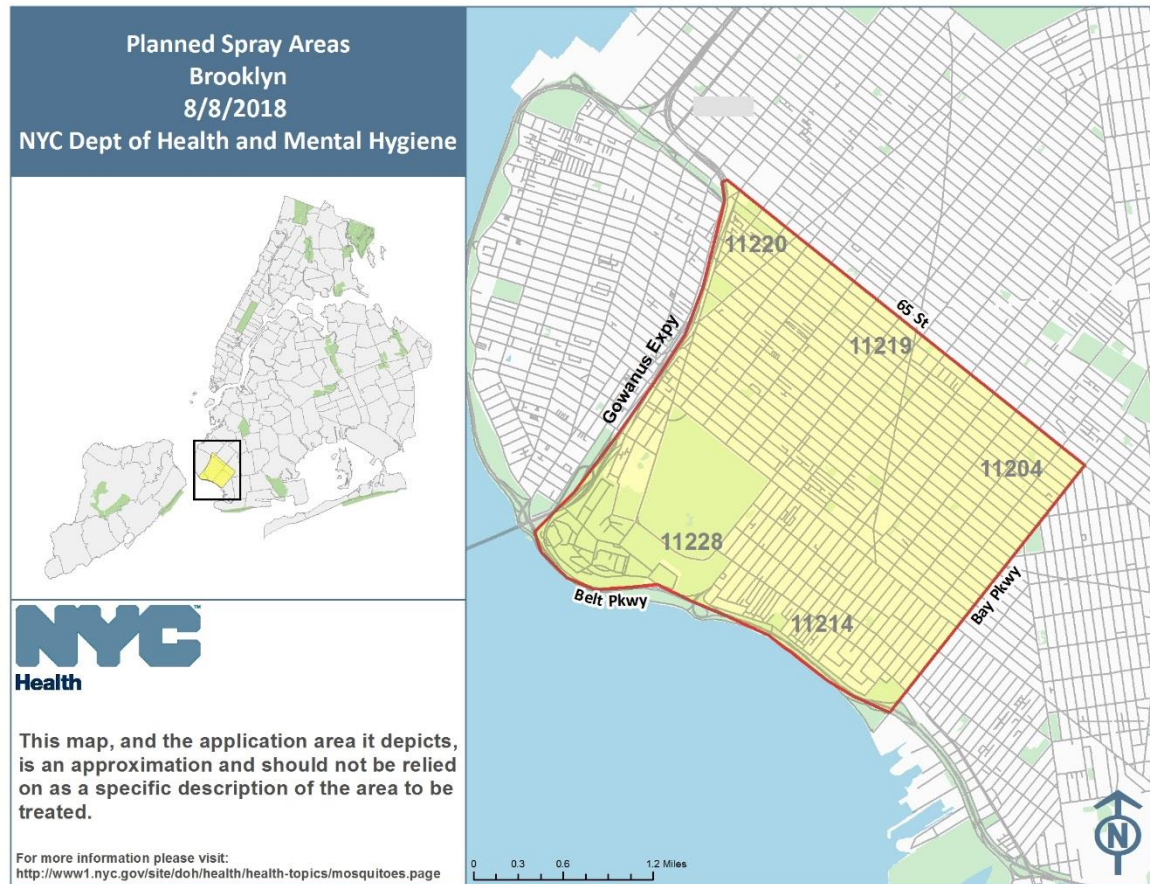 Planned Spray Areas
Brooklyn
8/8/2018
NYC Dept of Health and Mental Hygiene
NYC™
Health
This map, and the application area it depicts,
is an approximation and should not be relied
on as a specific description of the area to be
treated.
For more information please visit:
http://www1.nyc.gov/site/doh/health/health-topics/mosquitoes.page
11220
65 St
11219
Gowanus Expy
11204
11228
Belt Pkwy
Bay Pkwy
11214
0 0.3 0.6 1.2 Miles
N